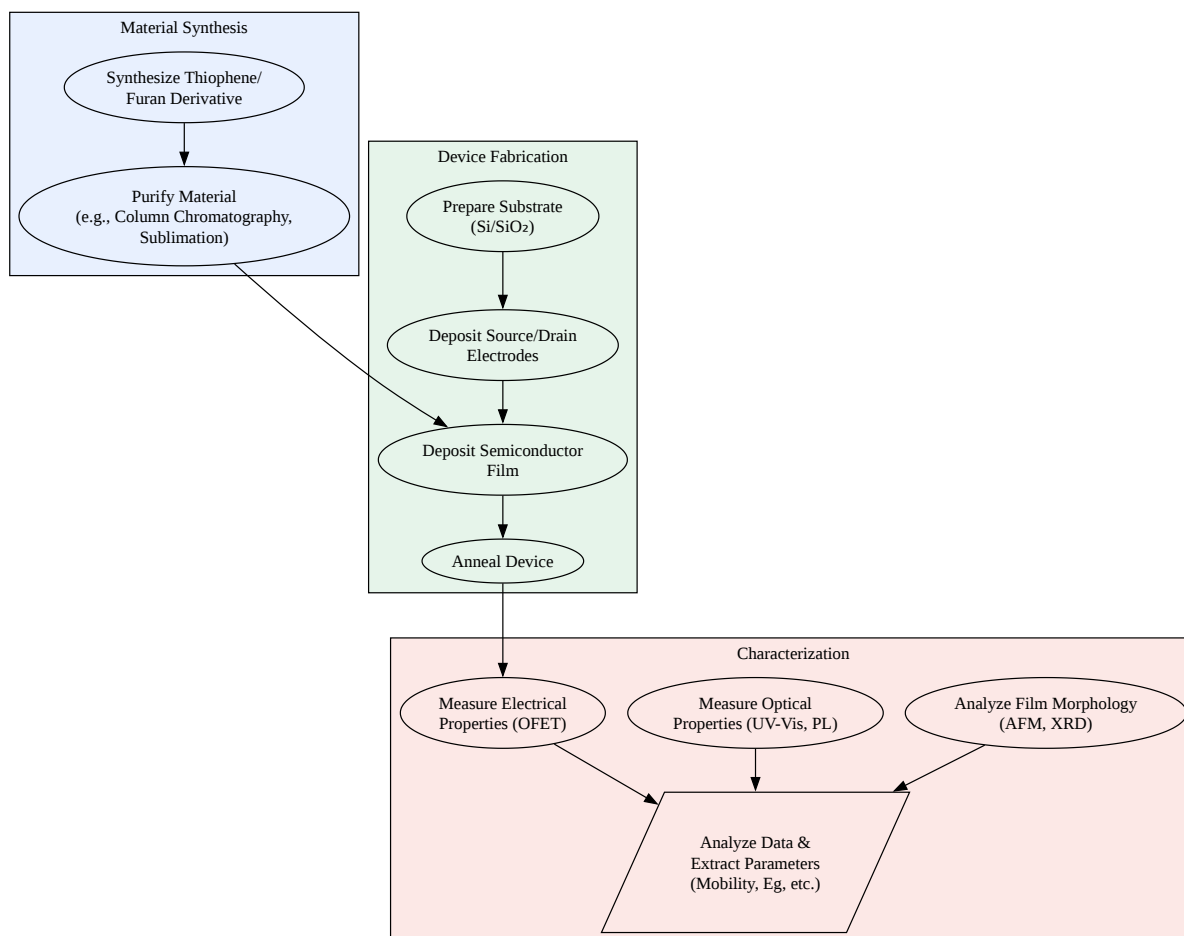 Material Synthesis
Synthesize Thiophene/
Furan Derivative
Purify Material
(e.g., Column Chromatography,
Sublimation)
Device Fabrication
Prepare Substrate
(Si/SiO₂)
Deposit Source/Drain
Electrodes
Deposit Semiconductor
Film
Anneal Device
Characterization
Measure Electrical
Properties (OFET)
Measure Optical
Properties (UV-Vis, PL)
Analyze Film Morphology
(AFM, XRD)
Analyze Data &
Extract Parameters
(Mobility, Eg, etc.)